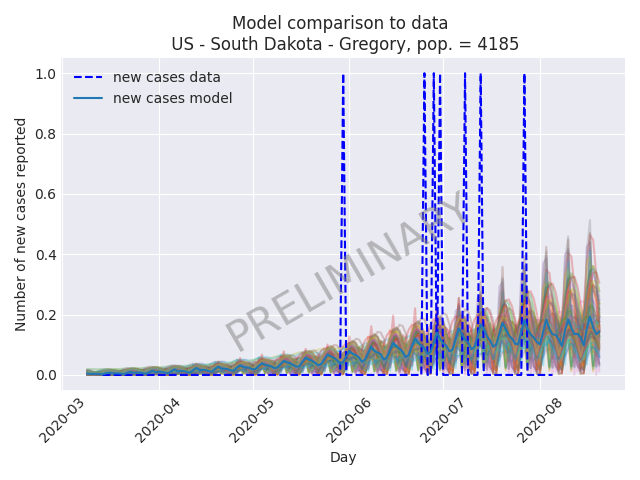 Model comparison to data
US - South Dakota - Gregory, pop. = 4185
new cases data
new cases model
PRELIMINARY
Number of new cases reported
1.0
0.8
0.6
0.4
0.2
0.0
2020-03
2020-04
2020-05
2020-06
2020-07
2020-08
Day